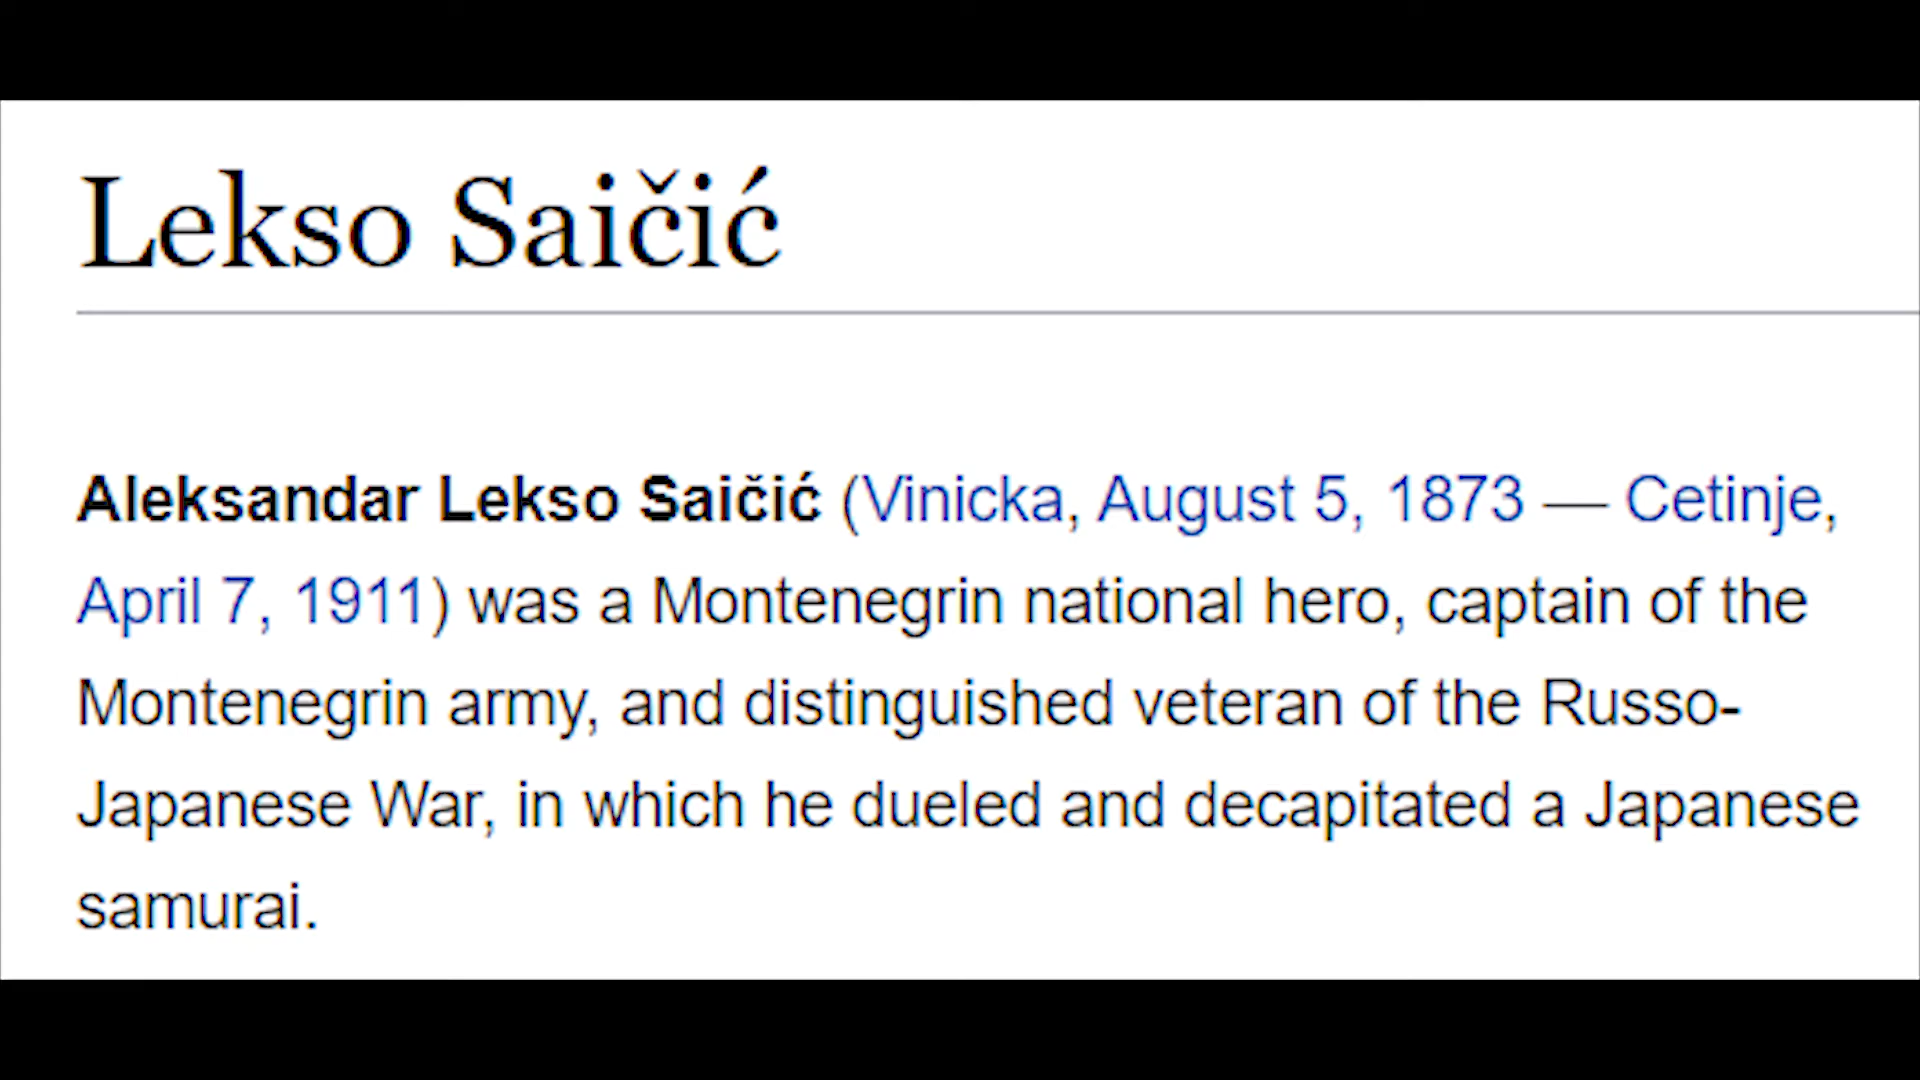 Lekso Saičić
Aleksandar Lekso Saičić (Vinicka, August 5, 1873 — Cetinje,
April 7, 1911) was a Montenegrin national hero, captain of the
Montenegrin army, and distinguished veteran of the Russo-
Japanese War, in which he dueled and decapitated a Japanese
samurai.